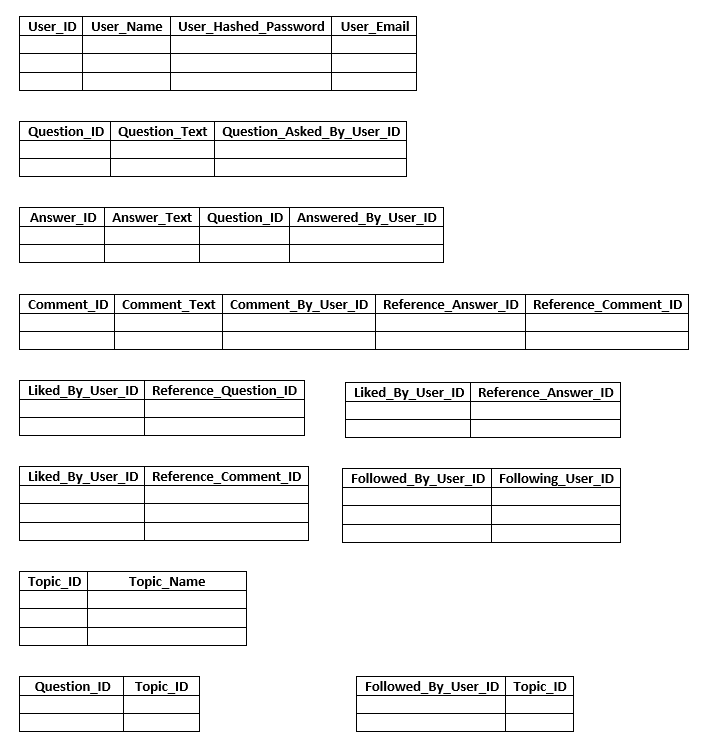 User_ID User_Name User_Hashed_Password User_Email
Question_ID Question_Text Question_Asked_By_User_ID
Answer_ID Answer_Text Question_ID Answered_By_User_ID
Comment_ID Comment_Text Comment_By_User_ID Reference_Answer_ID Reference_Comment_ID
Liked_By_User_ID Reference_Question_ID
Liked_By_User_ID Reference_Answer_ID
Liked_By_User_ID Reference_Comment_ID
Followed_By_User_ID Following_User_ID
Topic_ID Topic_Name
Question_ID Topic_ID
Followed_By_User_ID Topic_ID